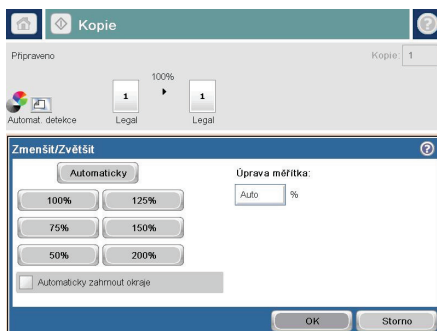 Kopie
Připraveno
Kopie: 1
100%
1 1
Automat. detekce Legal Legal
Zmenšit/Zvětšit
Automaticky
Úprava měřítka:
100% 125%
Auto %
75% 150%
50% 200%
Automaticky zahrnout okraje
OK Storno